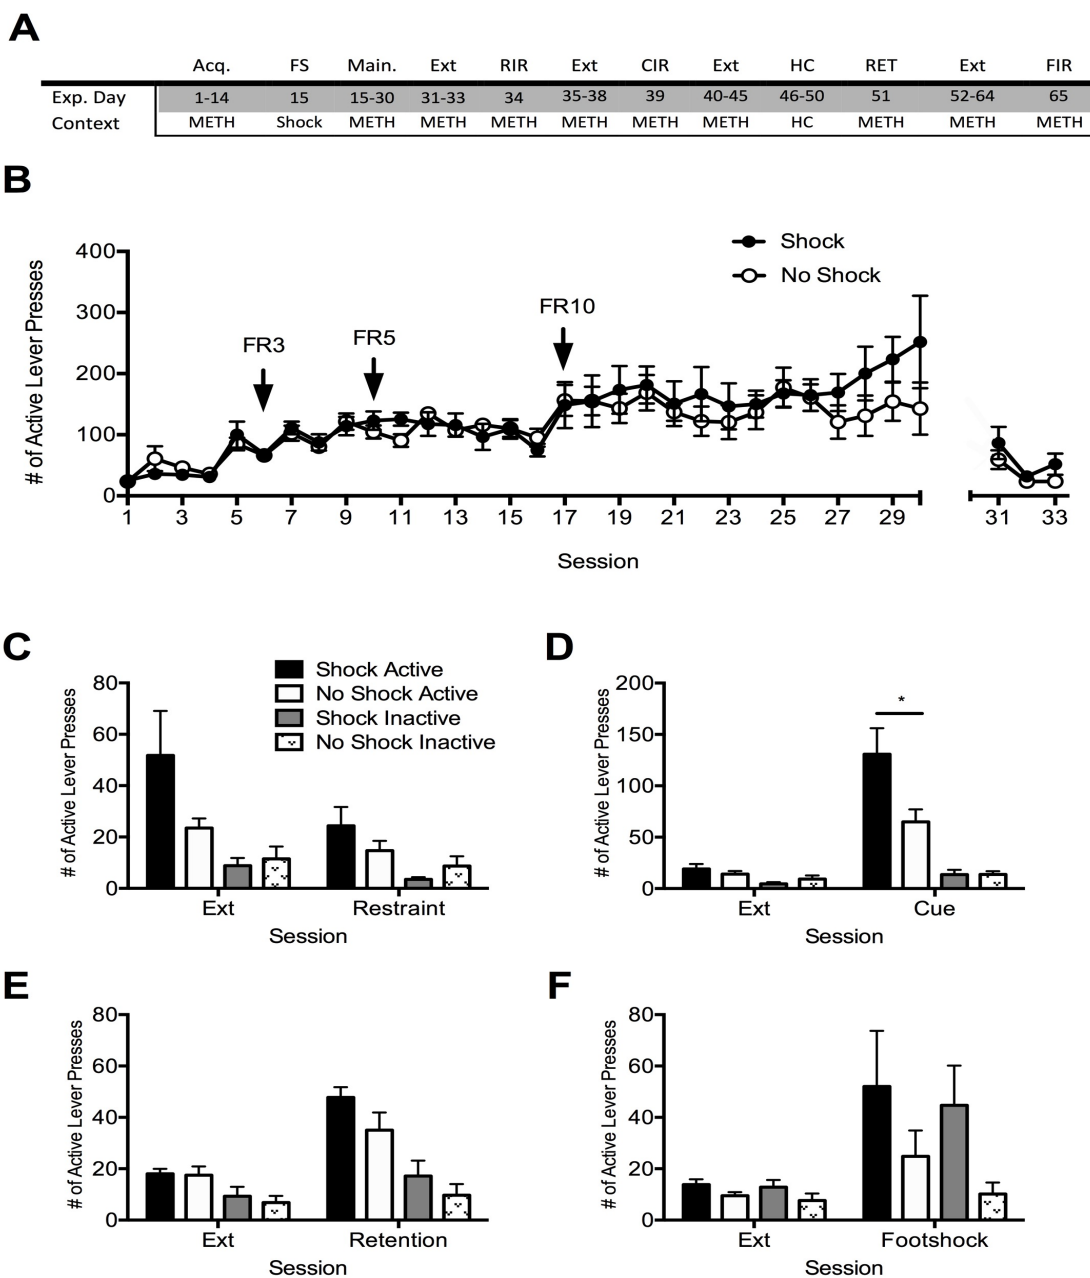 A
Acq. FS Main. Ext RIR Ext CIR Ext HC RET Ext FIR
Exp. Day 1-14 15 15-30 31-33 34 35-38 39 40-45 46-50 51 52-64 65
Context METH Shock METH METH METH METH METH METH HC METH METH METH
B
# of Active Lever Presses
400
300
200
100
0
Shock
No Shock
FR3
FR5
FR10
1 3 5 7 9 11 13 15 17 19 21 23 25 27 29 31 33
Session
C
# of Active Lever Presses
80
60
40
20
0
Shock Active
No Shock Active
Shock Inactive
No Shock Inactive
Ext Restraint
Session
D
# of Active Lever Presses
200
150
100
50
0
*
Ext Cue
Session
E
# of Active Lever Presses
80
60
40
20
0
Ext Retention
Session
F
# of Active Lever Presses
80
60
40
20
0
Ext Footshock
Session